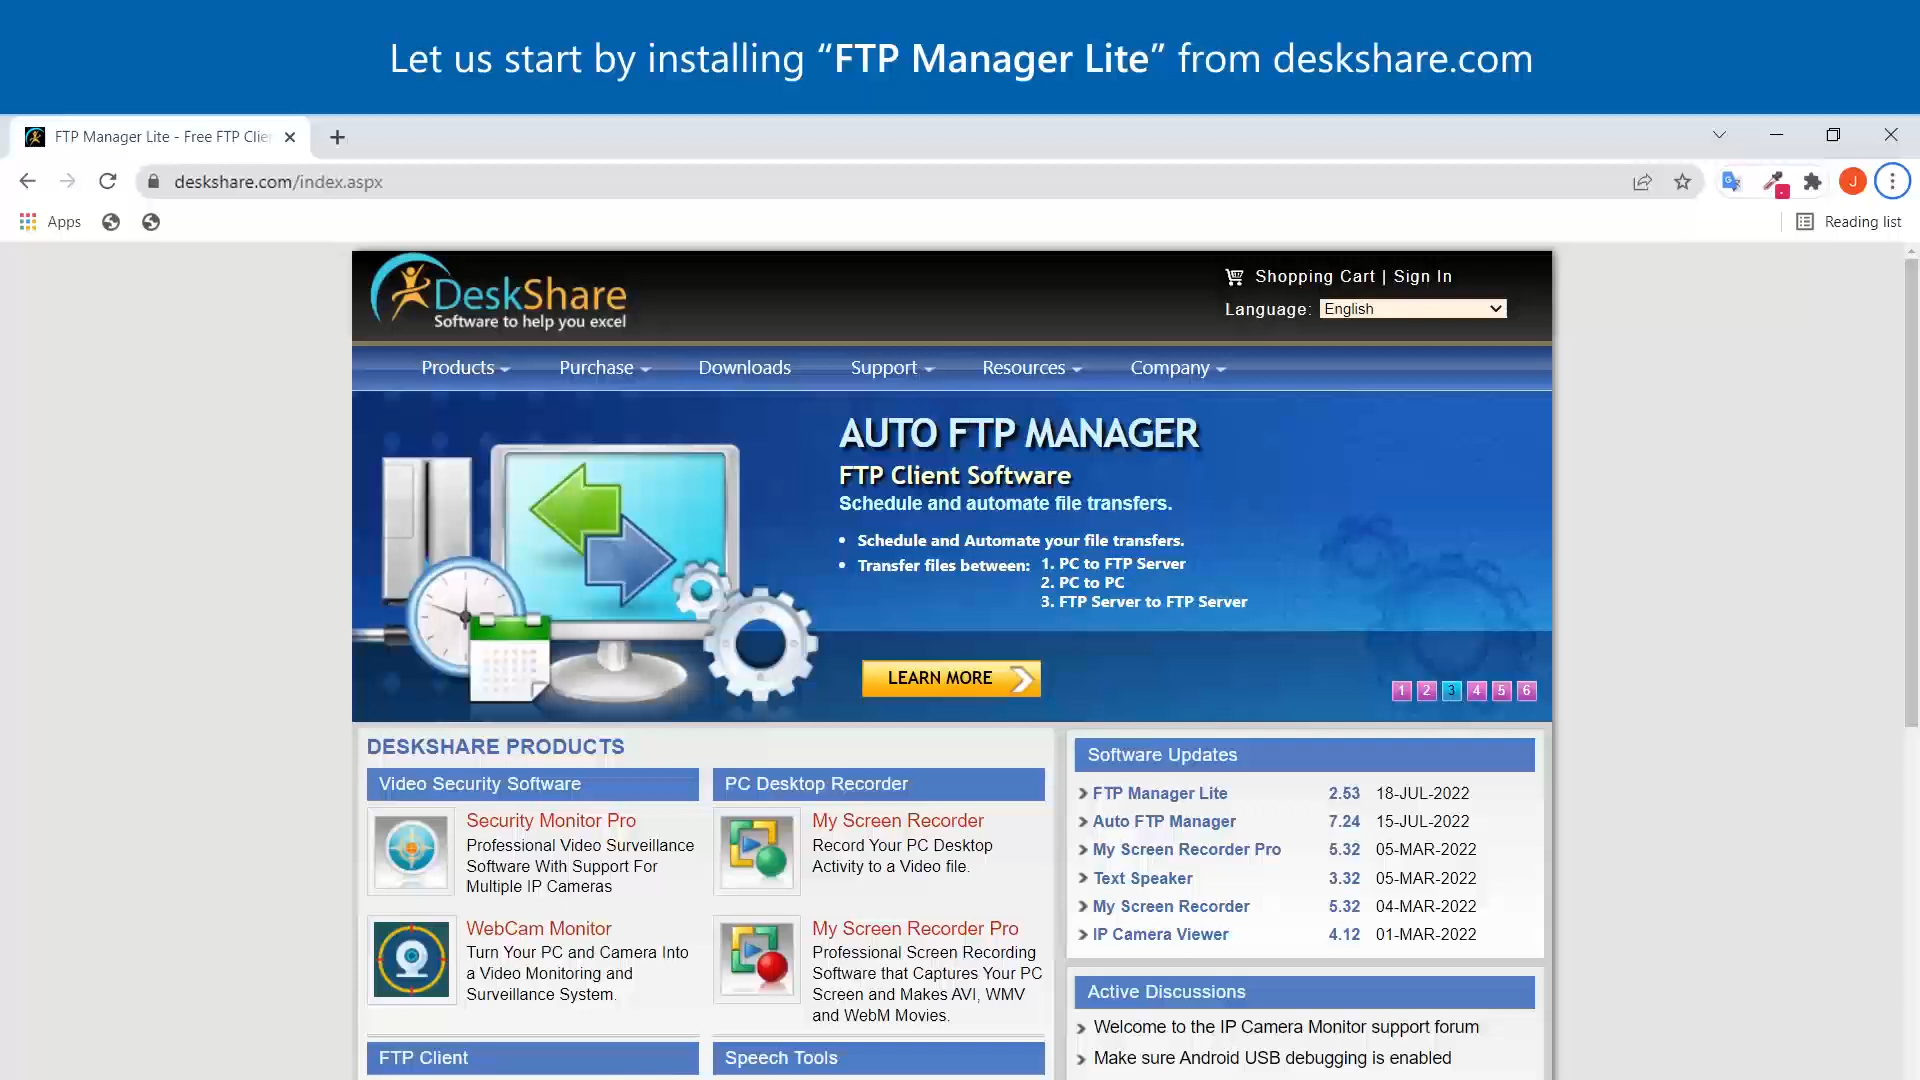 Let us start by installing “FTP Manager Lite” from deskshare.com
FTP Manager Lite - Free FTP Clie
deskshare.com/index.aspx
J
Apps
Reading list
DeskShare
Software to help you excel
Shopping Cart | Sign In
Language: English
Products
Purchase
Downloads
Support
Resources
Company
AUTO FTP MANAGER
FTP Client Software
Schedule and automate file transfers.
• Schedule and Automate your file transfers.
• Transfer files between: 1. PC to FTP Server
2. PC to PC
3. FTP Server to FTP Server
LEARN MORE
1 2 3 4 5 6
DESKSHARE PRODUCTS
Video Security Software
Security Monitor Pro
Professional Video Surveillance
Software With Support For
Multiple IP Cameras
WebCam Monitor
Turn Your PC and Camera Into
a Video Monitoring and
Surveillance System.
FTP Client
PC Desktop Recorder
My Screen Recorder
Record Your PC Desktop
Activity to a Video file.
My Screen Recorder Pro
Professional Screen Recording
Software that Captures Your PC
Screen and Makes AVI, WMV
and WebM Movies.
Speech Tools
Software Updates
FTP Manager Lite 2.53 18-JUL-2022
Auto FTP Manager 7.24 15-JUL-2022
My Screen Recorder Pro 5.32 05-MAR-2022
Text Speaker 3.32 05-MAR-2022
My Screen Recorder 5.32 04-MAR-2022
IP Camera Viewer 4.12 01-MAR-2022
Active Discussions
Welcome to the IP Camera Monitor support forum
Make sure Android USB debugging is enabled